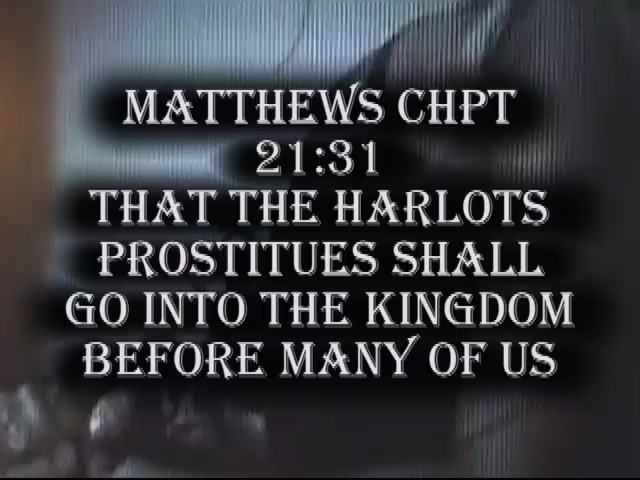 MATTHEWS CHPT
21:31
THAT THE HARLOTS
PROSTITUES SHALL
GO INTO THE KINGDOM
BEFORE MANY OF US